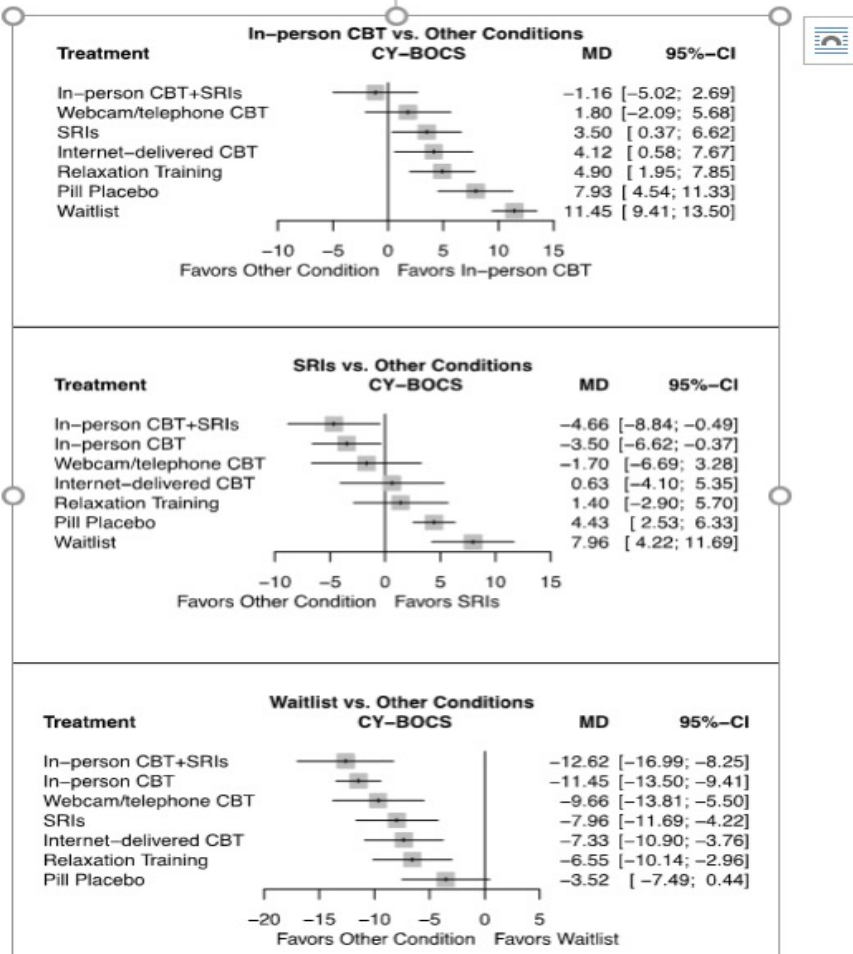 In–person CBT vs. Other Conditions
Treatment CY–BOCS MD 95%–CI
In–person CBT+SRIs −1.16 [−5.02; 2.69]
Webcam/telephone CBT 1.80 [−2.09; 5.68]
SRIs 3.50 [ 0.37; 6.62]
Internet–delivered CBT 4.12 [ 0.58; 7.67]
Relaxation Training 4.90 [ 1.95; 7.85]
Pill Placebo 7.93 [ 4.54; 11.33]
Waitlist 11.45 [ 9.41; 13.50]
−10 −5 0 5 10 15
Favors Other Condition Favors In–person CBT
SRIs vs. Other Conditions
Treatment CY–BOCS MD 95%–CI
In–person CBT+SRIs −4.66 [−8.84; −0.49]
In–person CBT −3.50 [−6.62; −0.37]
Webcam/telephone CBT −1.70 [−6.69; 3.28]
Internet–delivered CBT 0.63 [−4.10; 5.35]
Relaxation Training 1.40 [−2.90; 5.70]
Pill Placebo 4.43 [ 2.53; 6.33]
Waitlist 7.96 [ 4.22; 11.69]
−10 −5 0 5 10 15
Favors Other Condition Favors SRIs
Waitlist vs. Other Conditions
Treatment CY–BOCS MD 95%–CI
In–person CBT+SRIs −12.62 [−16.99; −8.25]
In–person CBT −11.45 [−13.50; −9.41]
Webcam/telephone CBT −9.66 [−13.81; −5.50]
SRIs −7.96 [−11.69; −4.22]
Internet–delivered CBT −7.33 [−10.90; −3.76]
Relaxation Training −6.55 [−10.14; −2.96]
Pill Placebo −3.52 [ −7.49; 0.44]
−20 −15 −10 −5 0 5
Favors Other Condition Favors Waitlist